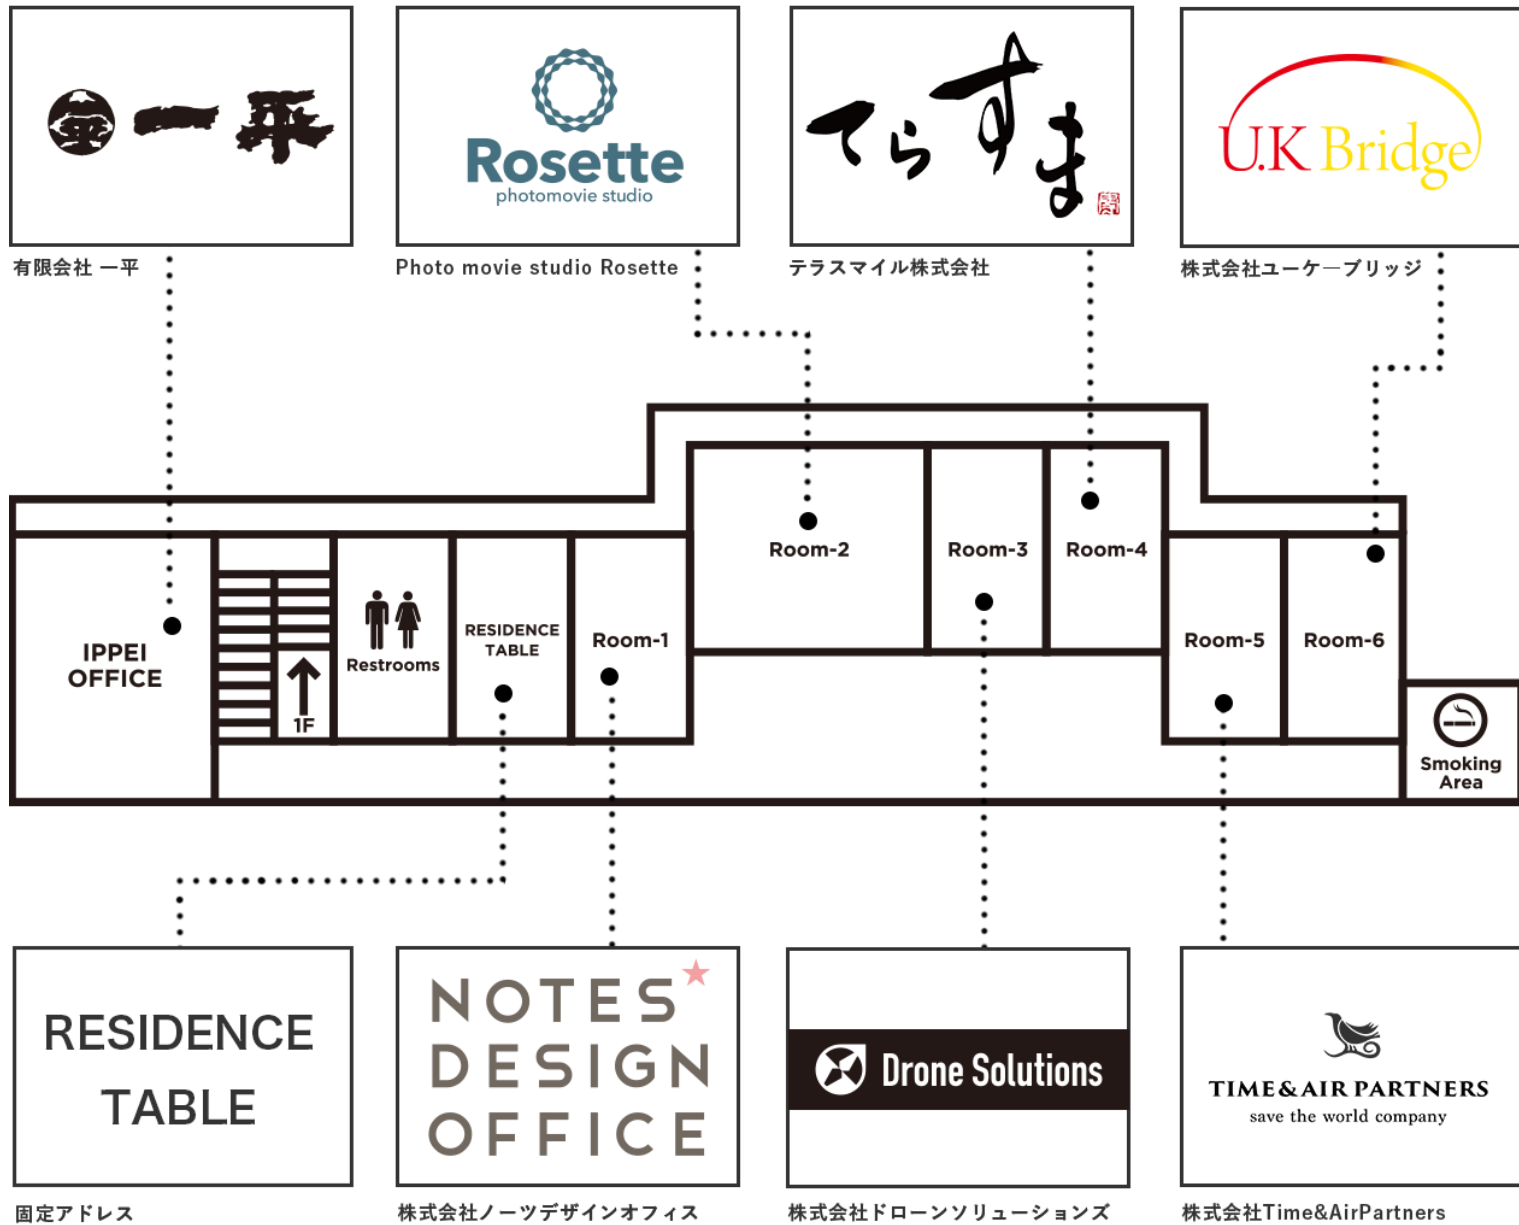 一平
Rosette
photomovie studio
てらすま
U.K Bridge
有限会社 一平
Photo movie studio Rosette
テラスマイル株式会社
株式会社ユーケーブリッジ
IPPEI
OFFICE
1F
Restrooms
RESIDENCE
TABLE
Room-1
Room-2
Room-3
Room-4
Room-5
Room-6
Smoking
Area
RESIDENCE
TABLE
NOTES
DESIGN
OFFICE
Drone Solutions
TIME&AIR PARTNERS
save the world company
固定アドレス
株式会社ノーツデザインオフィス
株式会社ドローンソリューションズ
株式会社Time&AirPartners